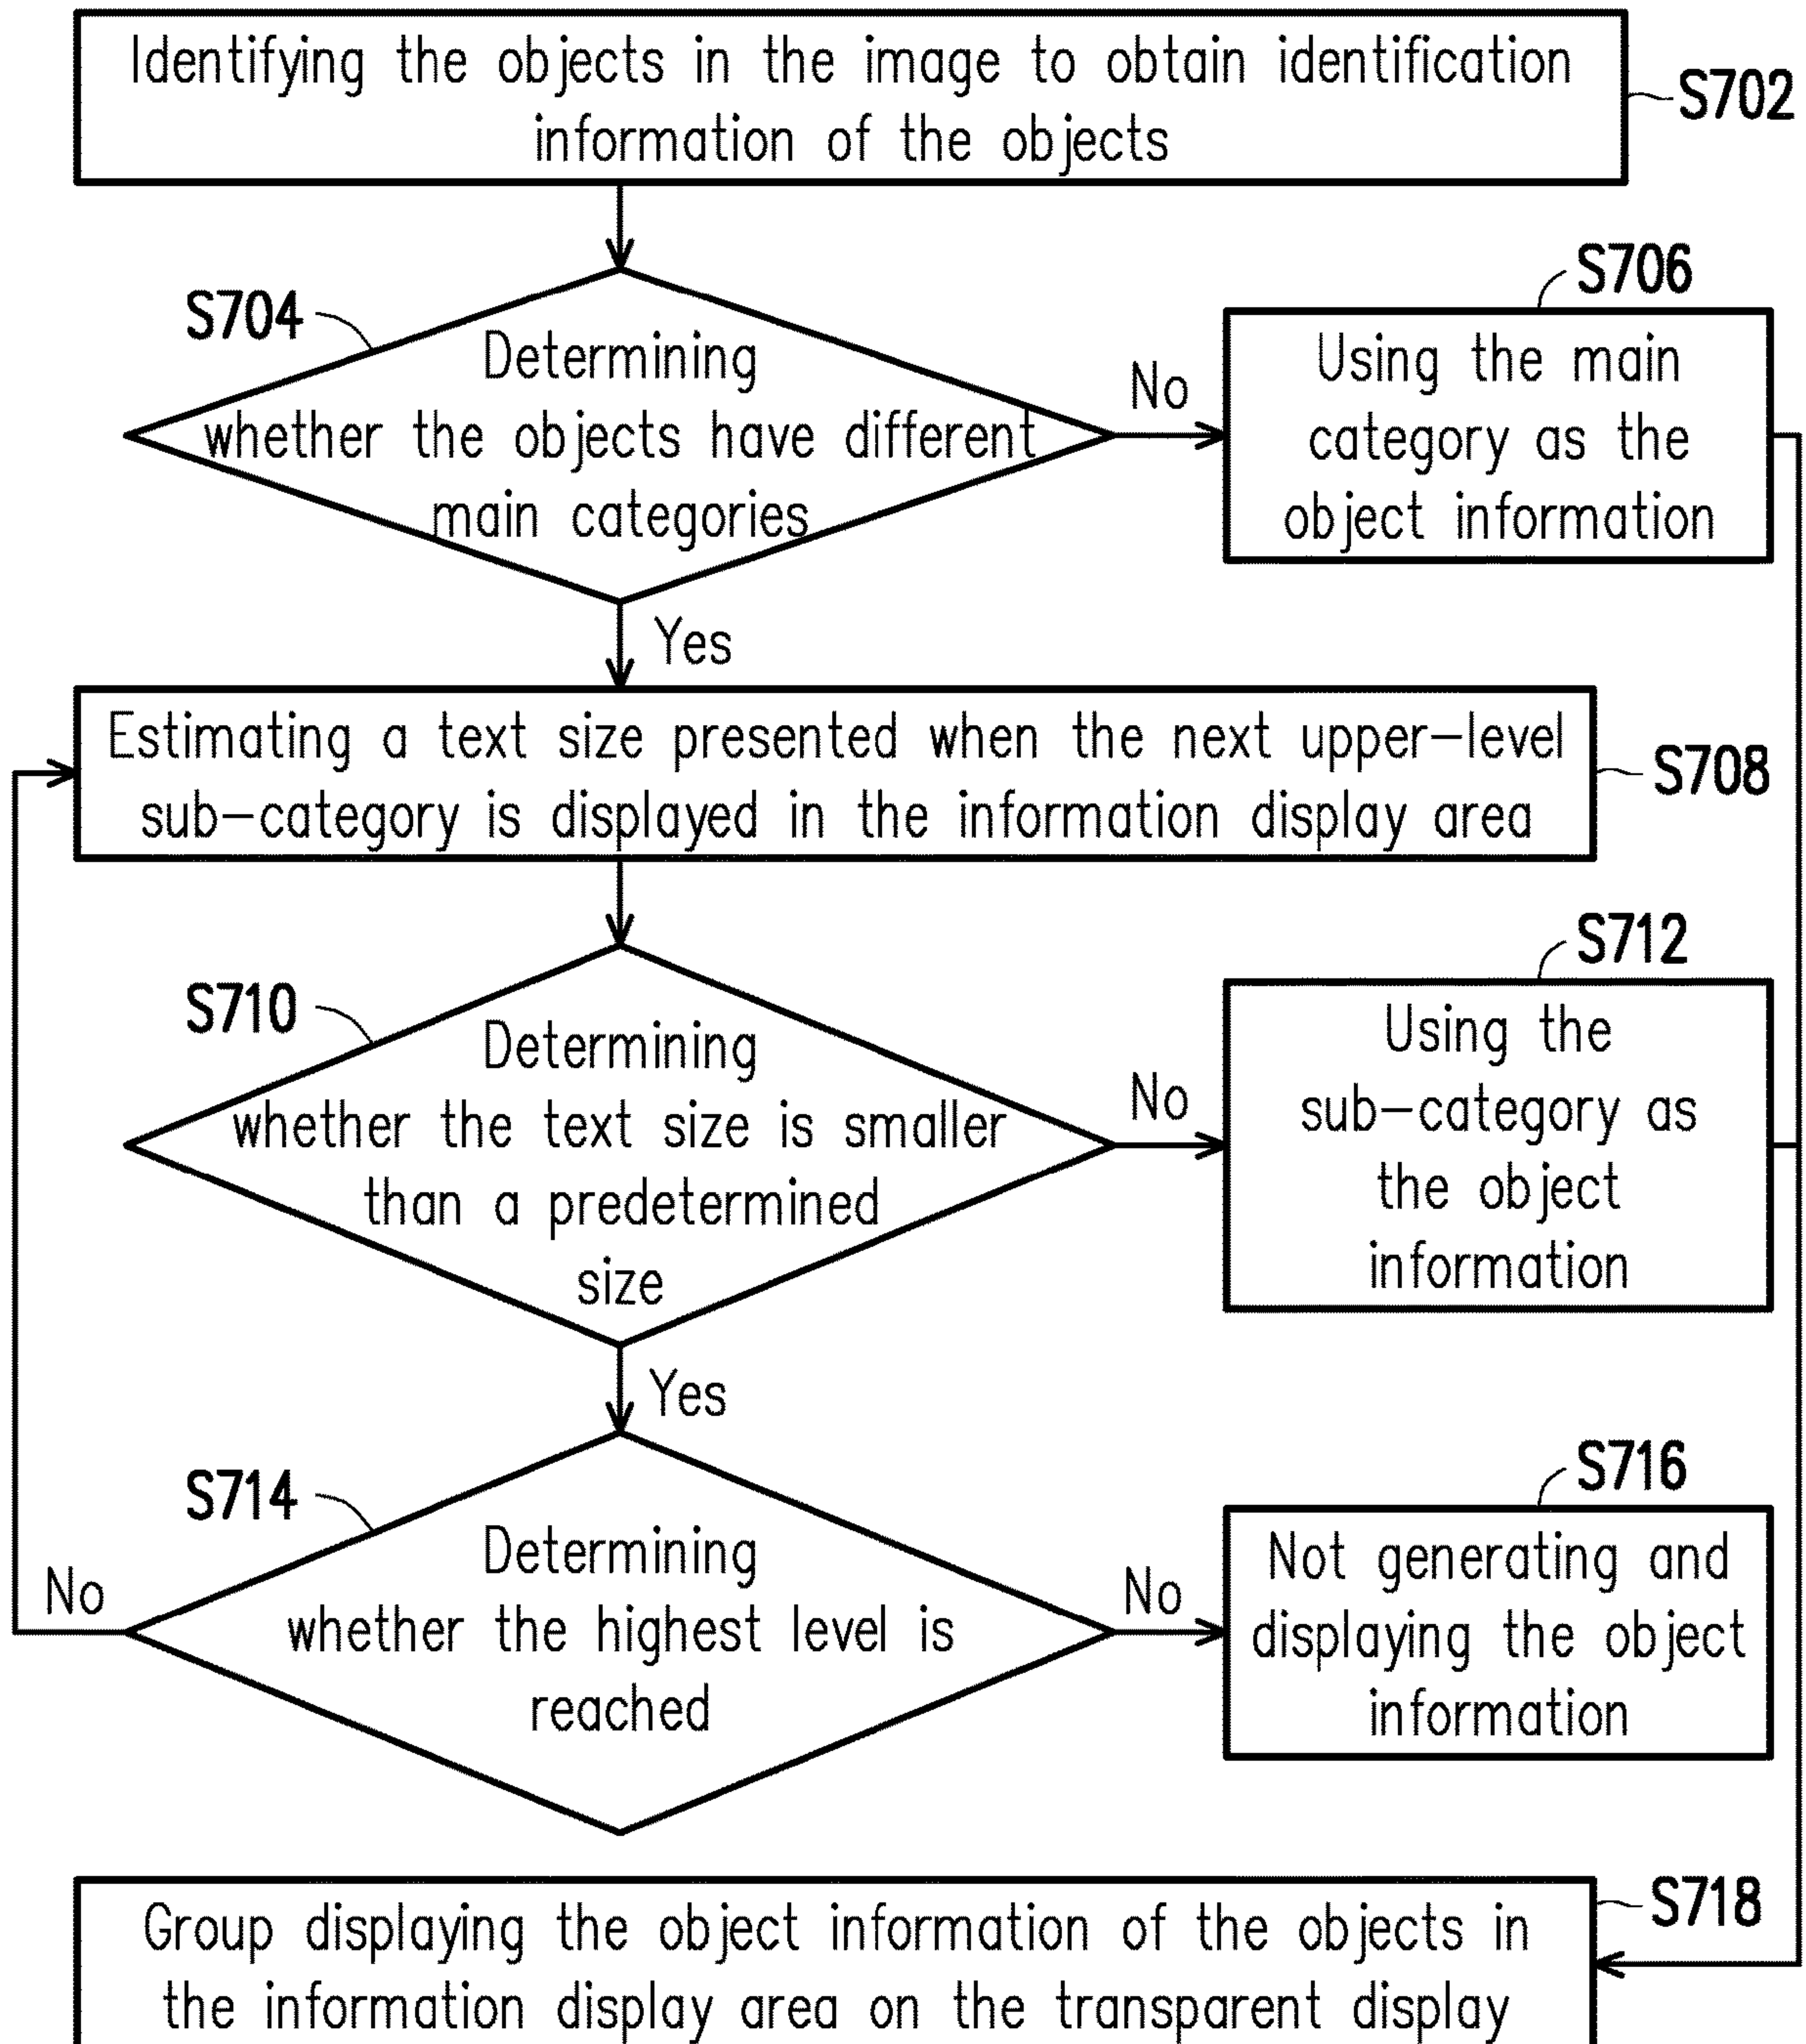 Identifying the objects in the image to obtain identification
information of the objects
S702
S704
Determining
whether the objects have different
main categories
No
S706
Using the main
category as the
object information
Yes
Estimating a text size presented when the next upper-level
sub-category is displayed in the information display area
S708
S710
Determining
whether the text size is smaller
than a predetermined
size
No
S712
Using the
sub-category as
the object
information
Yes
S714
Determining
whether the highest level is
reached
No
No
S716
Not generating and
displaying the object
information
Group displaying the object information of the objects in
the information display area on the transparent display
S718